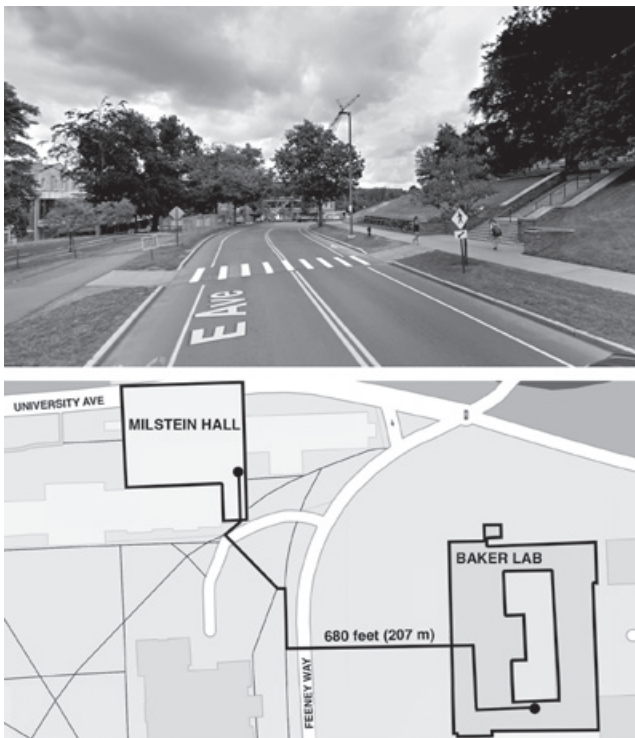 E Ave
UNIVERSITY AVE
MILSTEIN HALL
BAKER LAB
680 feet (207 m)
FEENEY WAY